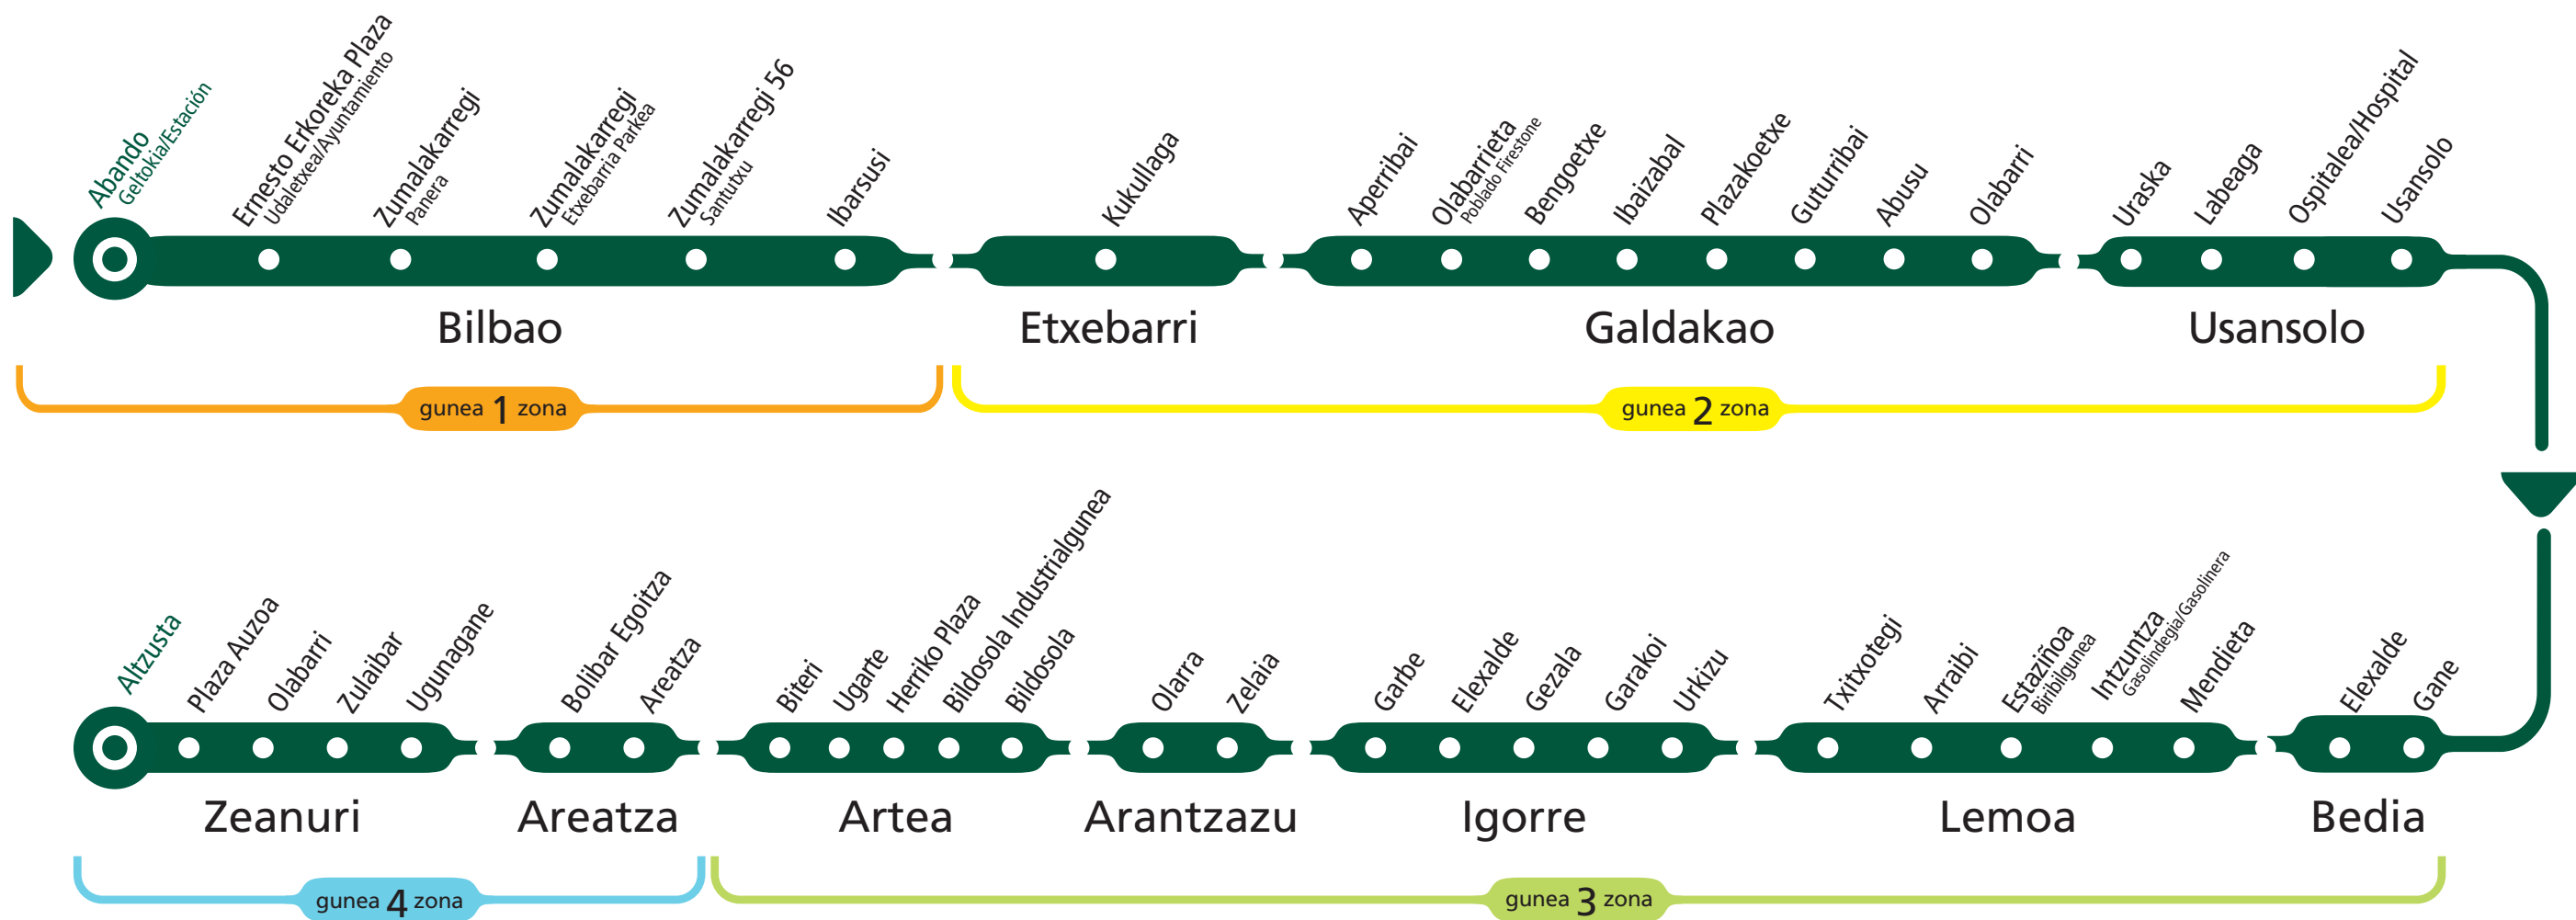 Abando
Geltokia/Estación
Ernesto Erkoreka Plaza
Udaletxea/Ayuntamiento
Zumalakarregi
Panera
Zumalakarregi
Etxebarria Parkea
Zumalakarregi 56
Santutxu
Ibarsusi
Kukullaga
Aperribai
Olabarrieta
Poblado Firestone
Bengoetxe
Ibaizabal
Plazakoetxe
Guturribai
Abusu
Olabarri
Uraska
Labeaga
Ospitalea/Hospital
Usansolo
Bilbao
Etxebarri
Galdakao
Usansolo
gunea 1 zona
gunea 2 zona
Altzusta
Plaza Auzoa
Olabarri
Zulaibar
Ugunagane
Bolibar Egoitza
Areatza
Biteri
Ugarte
Herriko Plaza
Bildosola Industrialgunea
Bildosola
Olarra
Zelaia
Garbe
Elexalde
Gezala
Garakoi
Urkizu
Txitxotegi
Arraibi
Estaziñoa
Biribilgunea
Intzuntza
Gasolindegia/Gasolinera
Mendieta
Elexalde
Gane
Zeanuri
Areatza
Artea
Arantzazu
Igorre
Lemoa
Bedia
gunea 4 zona
gunea 3 zona